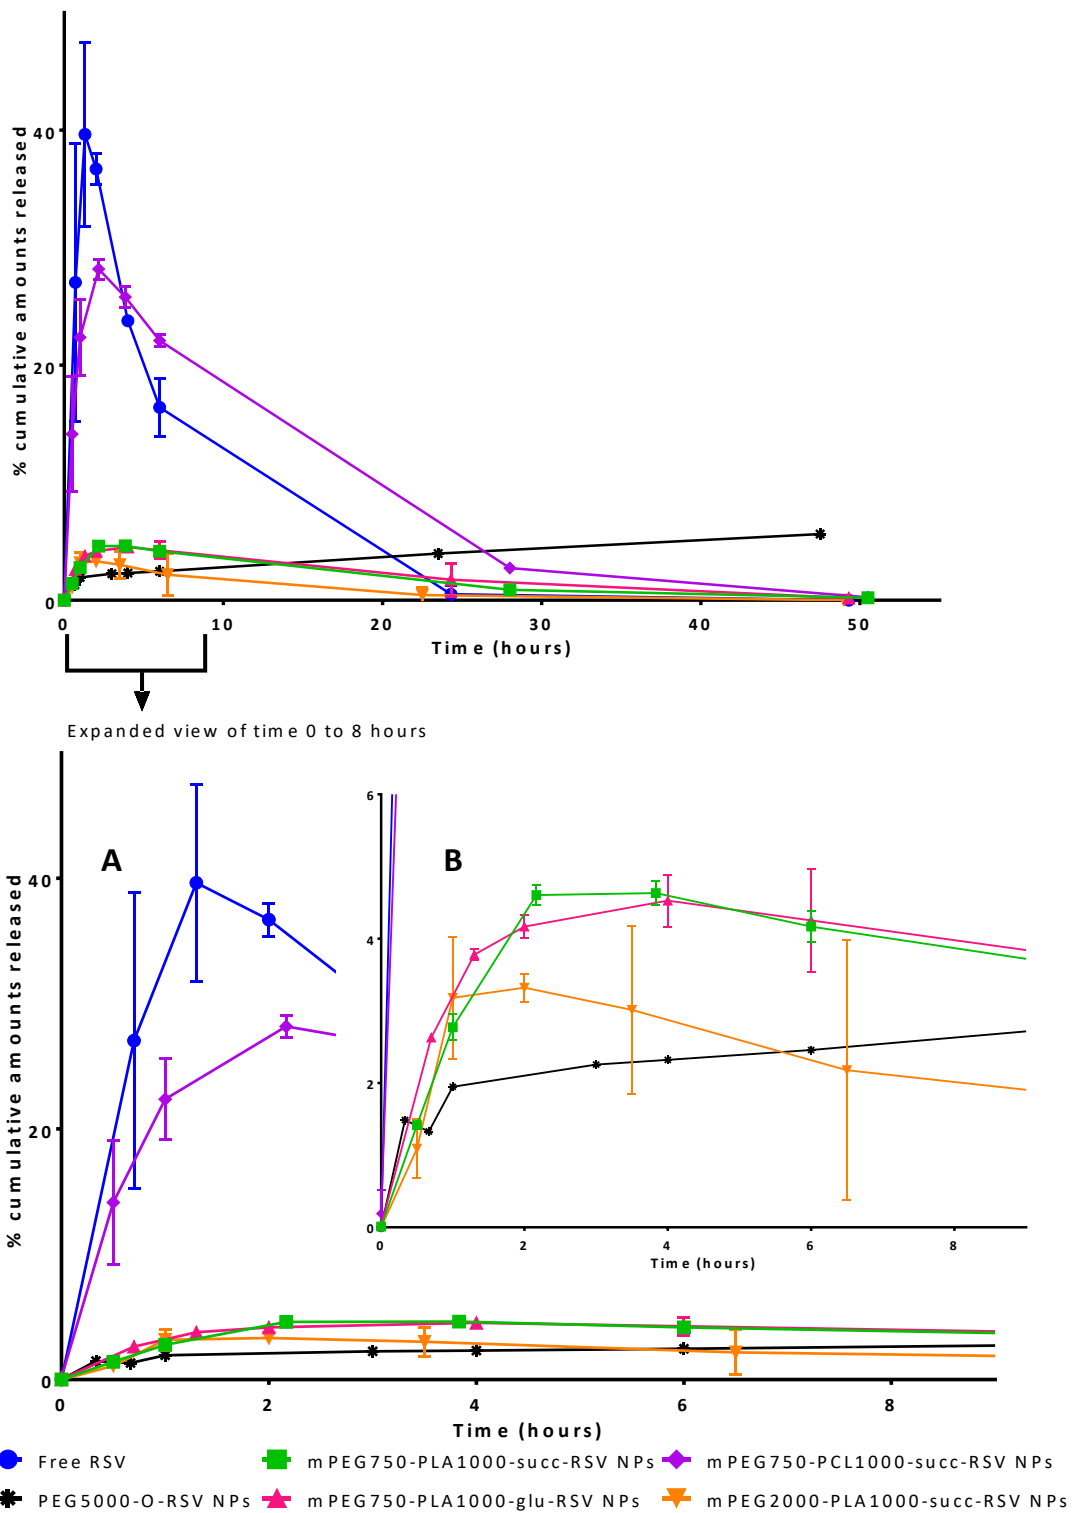 % cumulative amounts released
40
20
0
0 10 20 30 40 50
Time (hours)
Expanded view of time 0 to 8 hours
% cumulative amounts released
40
20
0
A
0 2 4 6 8
Time (hours)
B
6
4
2
0
0 2 4 6 8
Time (hours)
Free RSV mPEG750-PLA1000-succ-RSV NPs mPEG750-PCL1000-succ-RSV NPs
PEG5000-O-RSV NPs mPEG750-PLA1000-glu-RSV NPs mPEG2000-PLA1000-succ-RSV NPs